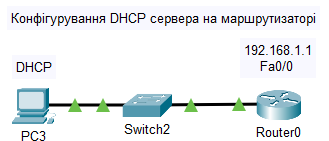 Конфігурування DHCP сервера на маршрутизаторі
192.168.1.1
Fa0/0
DHCP
PC3
Switch2
Router0